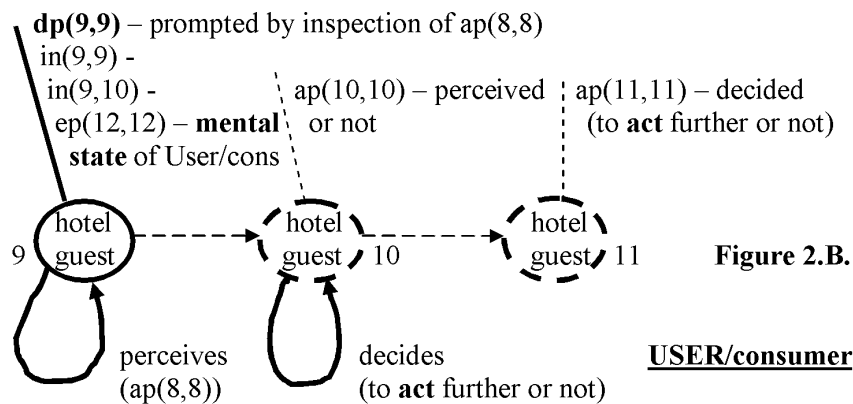 dp(9,9) – prompted by inspection of ap(8,8)
in(9,9) -
in(9,10) -
ep(12,12) – mental
state of User/cons
ap(10,10) – perceived
or not
ap(11,11) – decided
(to act further or not)
hotel
guest
9
hotel
guest
10
hotel
guest
11
Figure 2.B.
perceives
(ap(8,8))
decides
(to act further or not)
USER/consumer